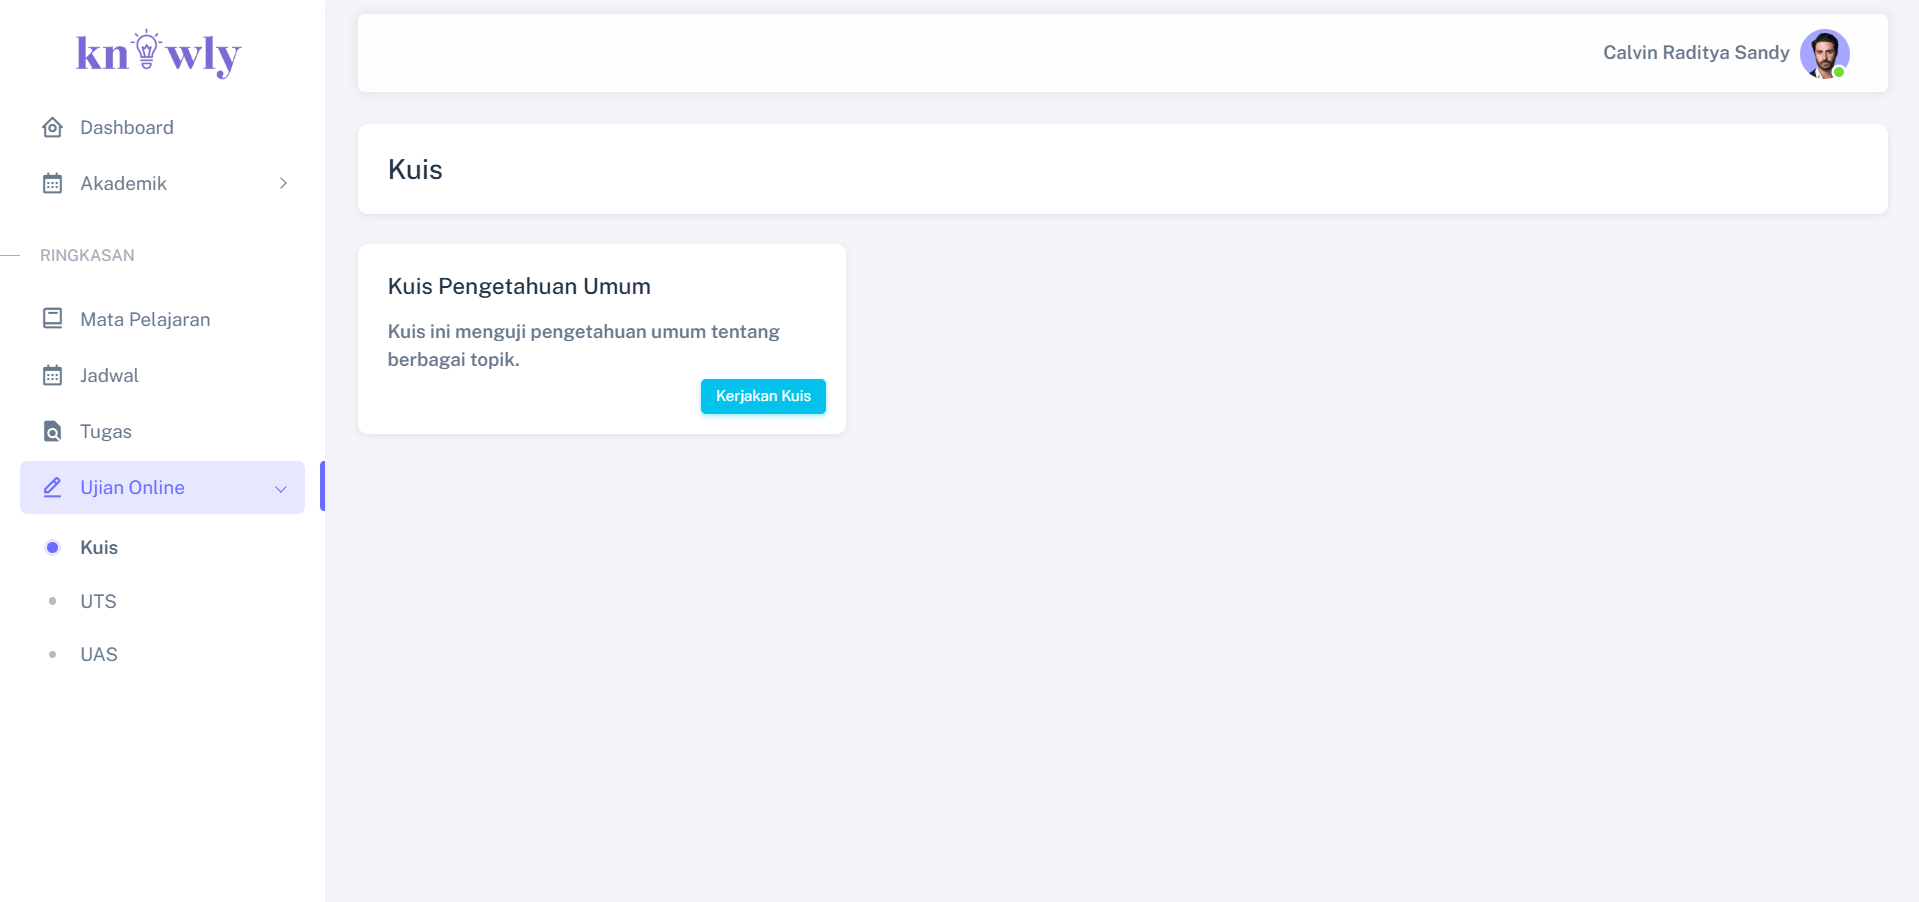 knowly
Dashboard
Akademik
RINGKASAN
Mata Pelajaran
Jadwal
Tugas
Ujian Online
Kuis
UTS
UAS
Calvin Raditya Sandy
Kuis
Kuis Pengetahuan Umum
Kuis ini menguji pengetahuan umum tentang
berbagai topik.
Kerjakan Kuis